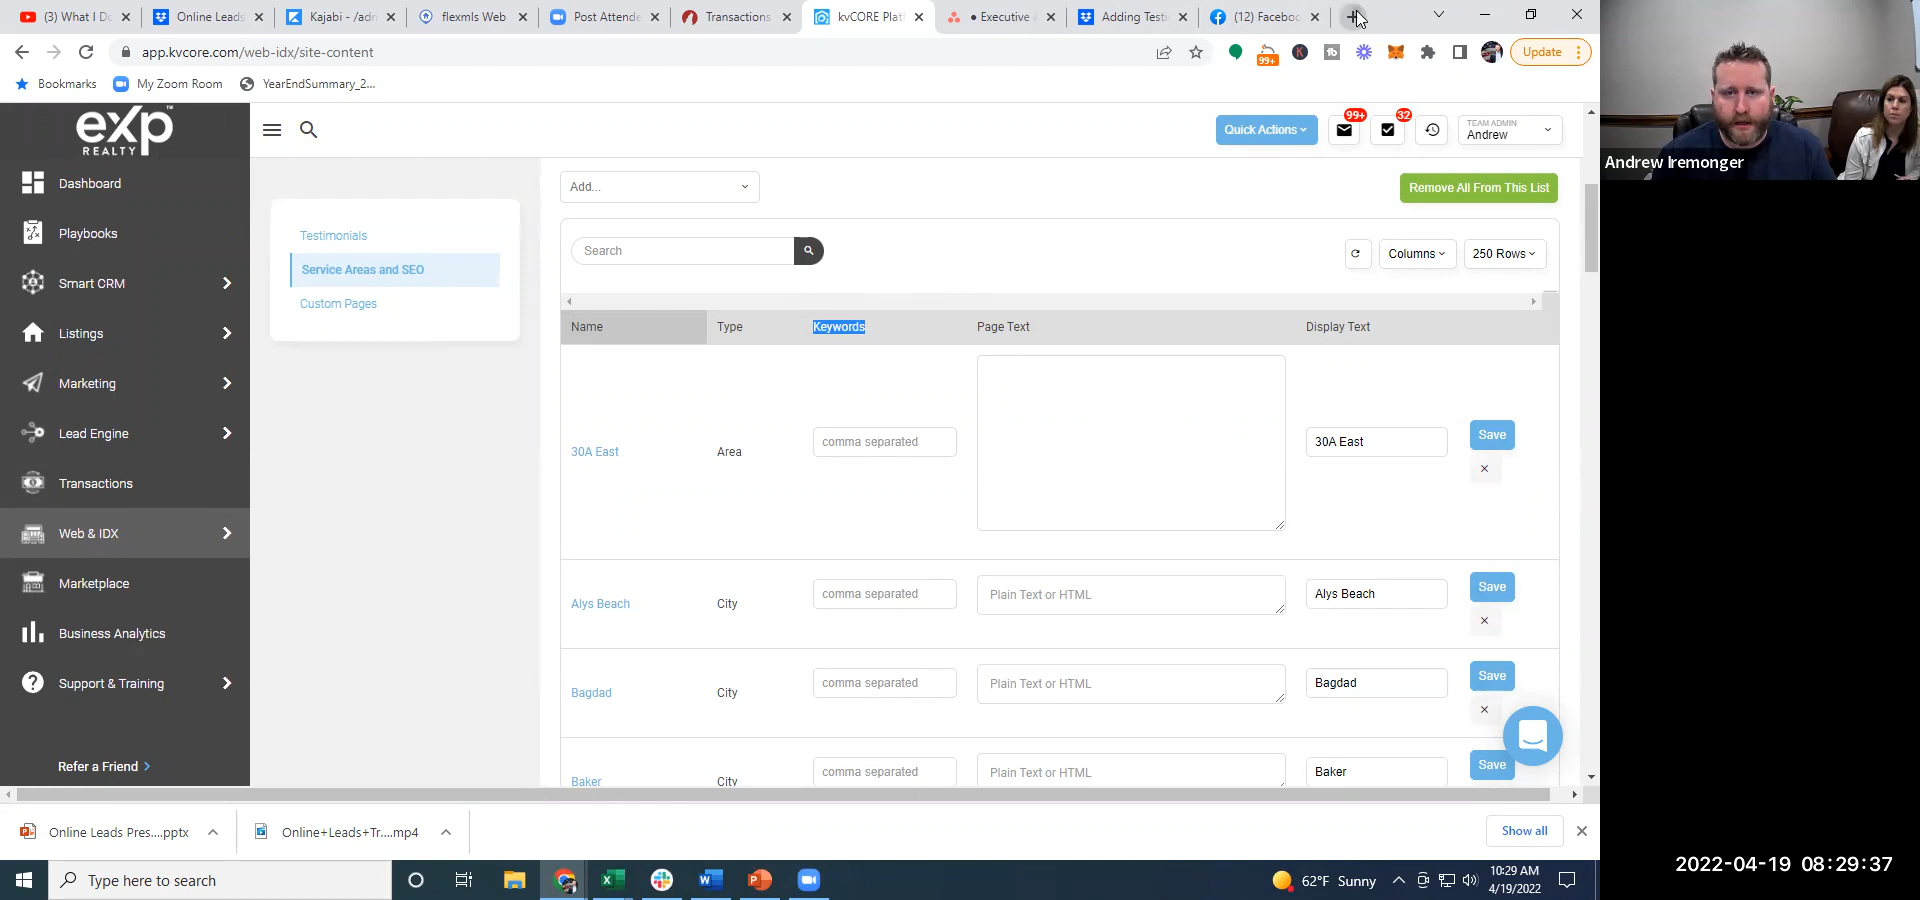 (3) What I Do
Online Leads
Kajabi - /adn
flexmls Web
Post Attende
Transactions
kvCORE Plat
• Executive
Adding Testi
(12) Facebo
app.kvcore.com/web-idx/site-content
99+
Update
Bookmarks
My Zoom Room
YearEndSummary_2...
eXp
REALTY
Quick Actions
99+
32
TEAM ADMIN
Andrew
Dashboard
Playbooks
Smart CRM
Listings
Marketing
Lead Engine
Transactions
Web & IDX
Marketplace
Business Analytics
Support & Training
Refer a Friend
Testimonials
Service Areas and SEO
Custom Pages
Add...
Remove All From This List
Search
Columns
250 Rows
Name Type Keywords Page Text Display Text
30A East Area comma separated 30A East Save
Alys Beach City comma separated Plain Text or HTML Alys Beach Save
Bagdad City comma separated Plain Text or HTML Bagdad Save
Baker City comma separated Plain Text or HTML Baker Save
Online Leads Pres....pptx
Online+Leads+Tr....mp4
Show all
Type here to search
62°F Sunny
10:29 AM
4/19/2022
Andrew Iremonger
2022-04-19 08:29:37